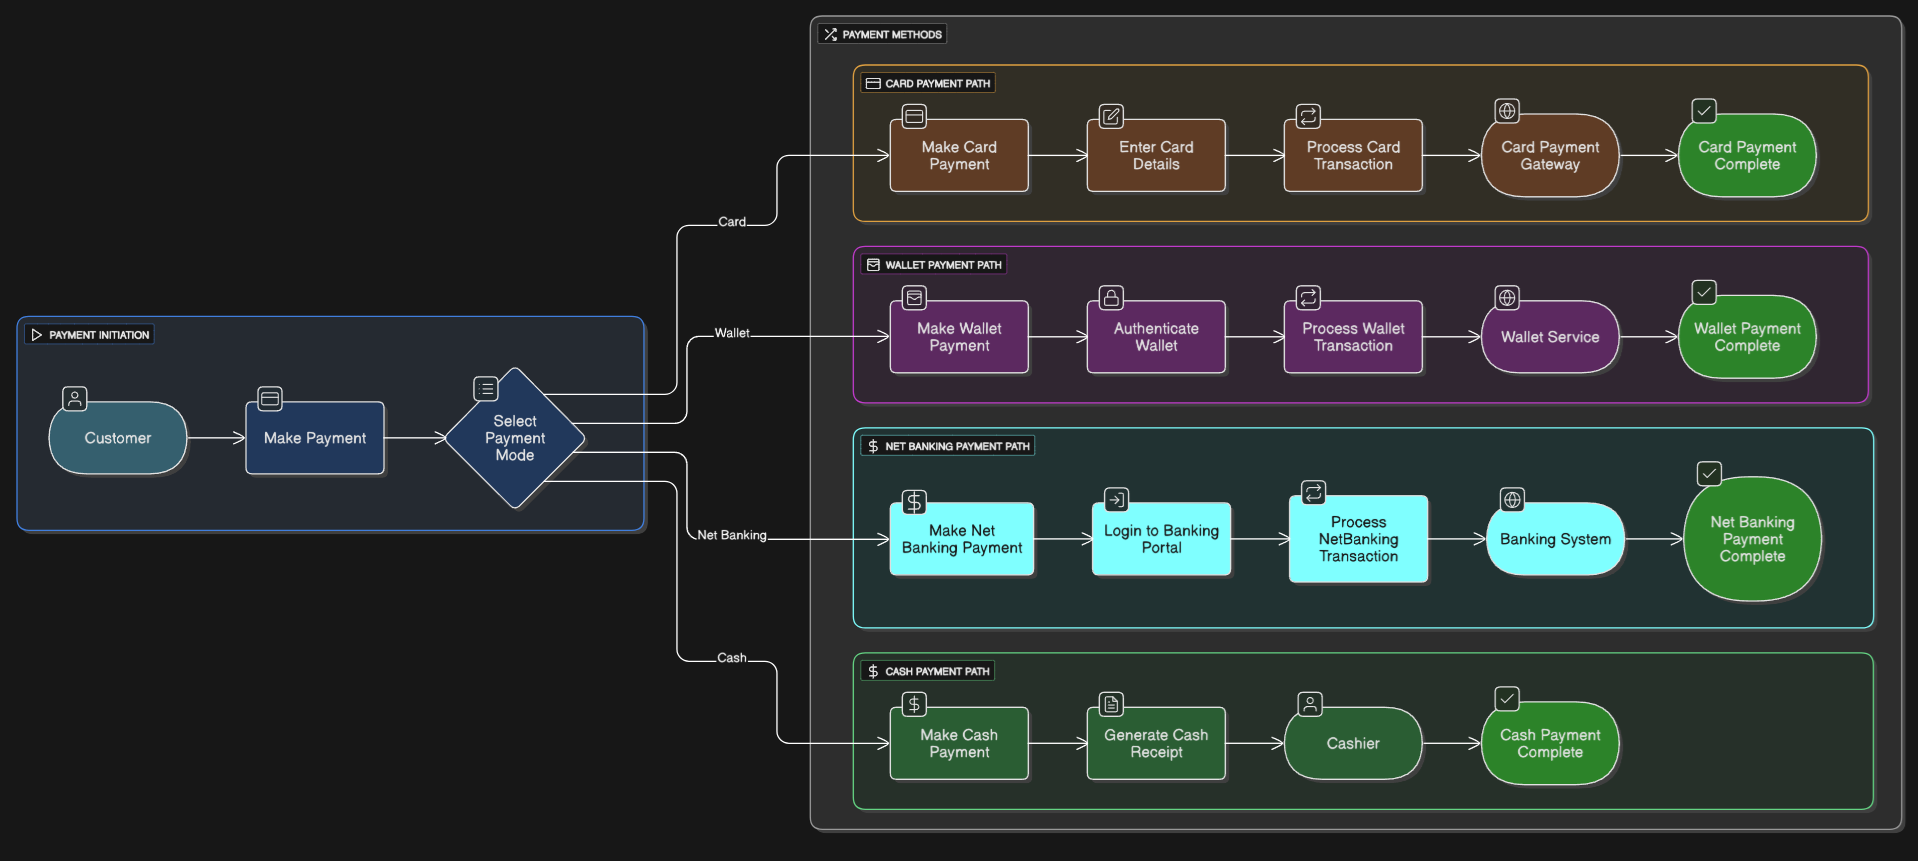 PAYMENT METHODS
CARD PAYMENT PATH
Make Card
Payment
Enter Card
Details
Process Card
Transaction
Card Payment
Gateway
Card Payment
Complete
Card
WALLET PAYMENT PATH
Make Wallet
Payment
Authenticate
Wallet
Process Wallet
Transaction
Wallet Service
Wallet Payment
Complete
Wallet
PAYMENT INITIATION
Customer
Make Payment
Select
Payment
Mode
NET BANKING PAYMENT PATH
Make Net
Banking Payment
Login to Banking
Portal
Process
NetBanking
Transaction
Banking System
Net Banking
Payment
Complete
Net Banking
Cash
CASH PAYMENT PATH
Make Cash
Payment
Generate Cash
Receipt
Cashier
Cash Payment
Complete